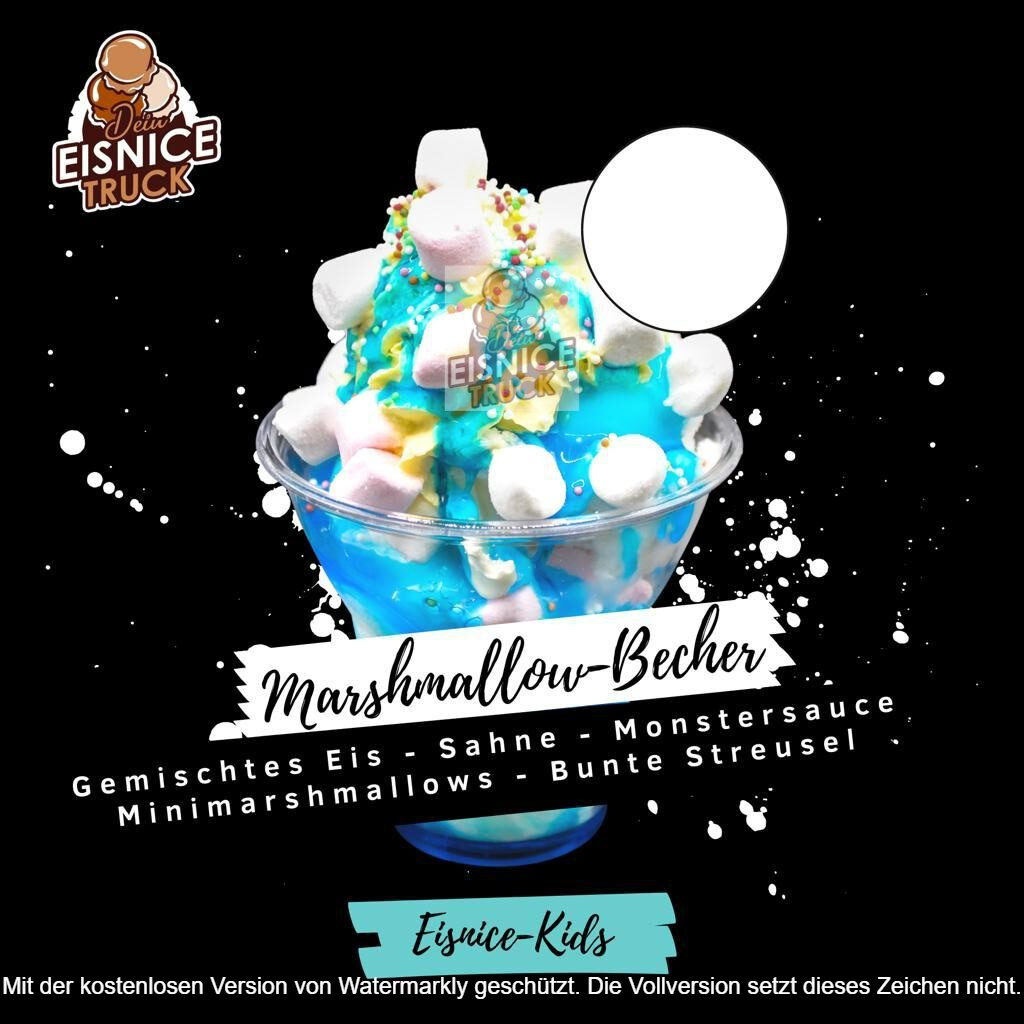 Dein
EISNICE
TRUCK
Dein
EISNICE
TRUCK
Marshmallow-Becher
Gemischtes Eis - Sahne - Monstersauce
Minimarshmallows - Bunte Streusel
Eisnice-Kids
Mit der kostenlosen Version von Watermarkly geschützt. Die Vollversion setzt dieses Zeichen nicht.